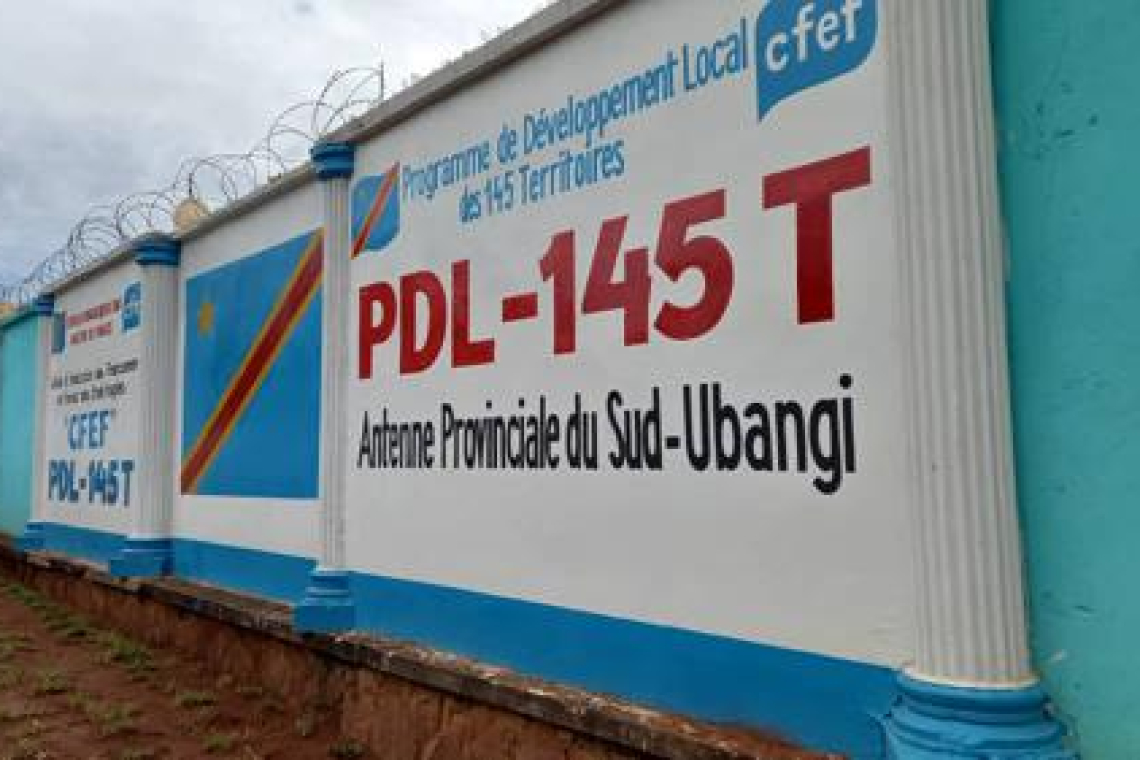 cfef
Programme de Développement Local
des 145 Territoires
PDL-145 T
Antenne Provinciale du Sud-Ubangi
"CFEF"
PDL-145T